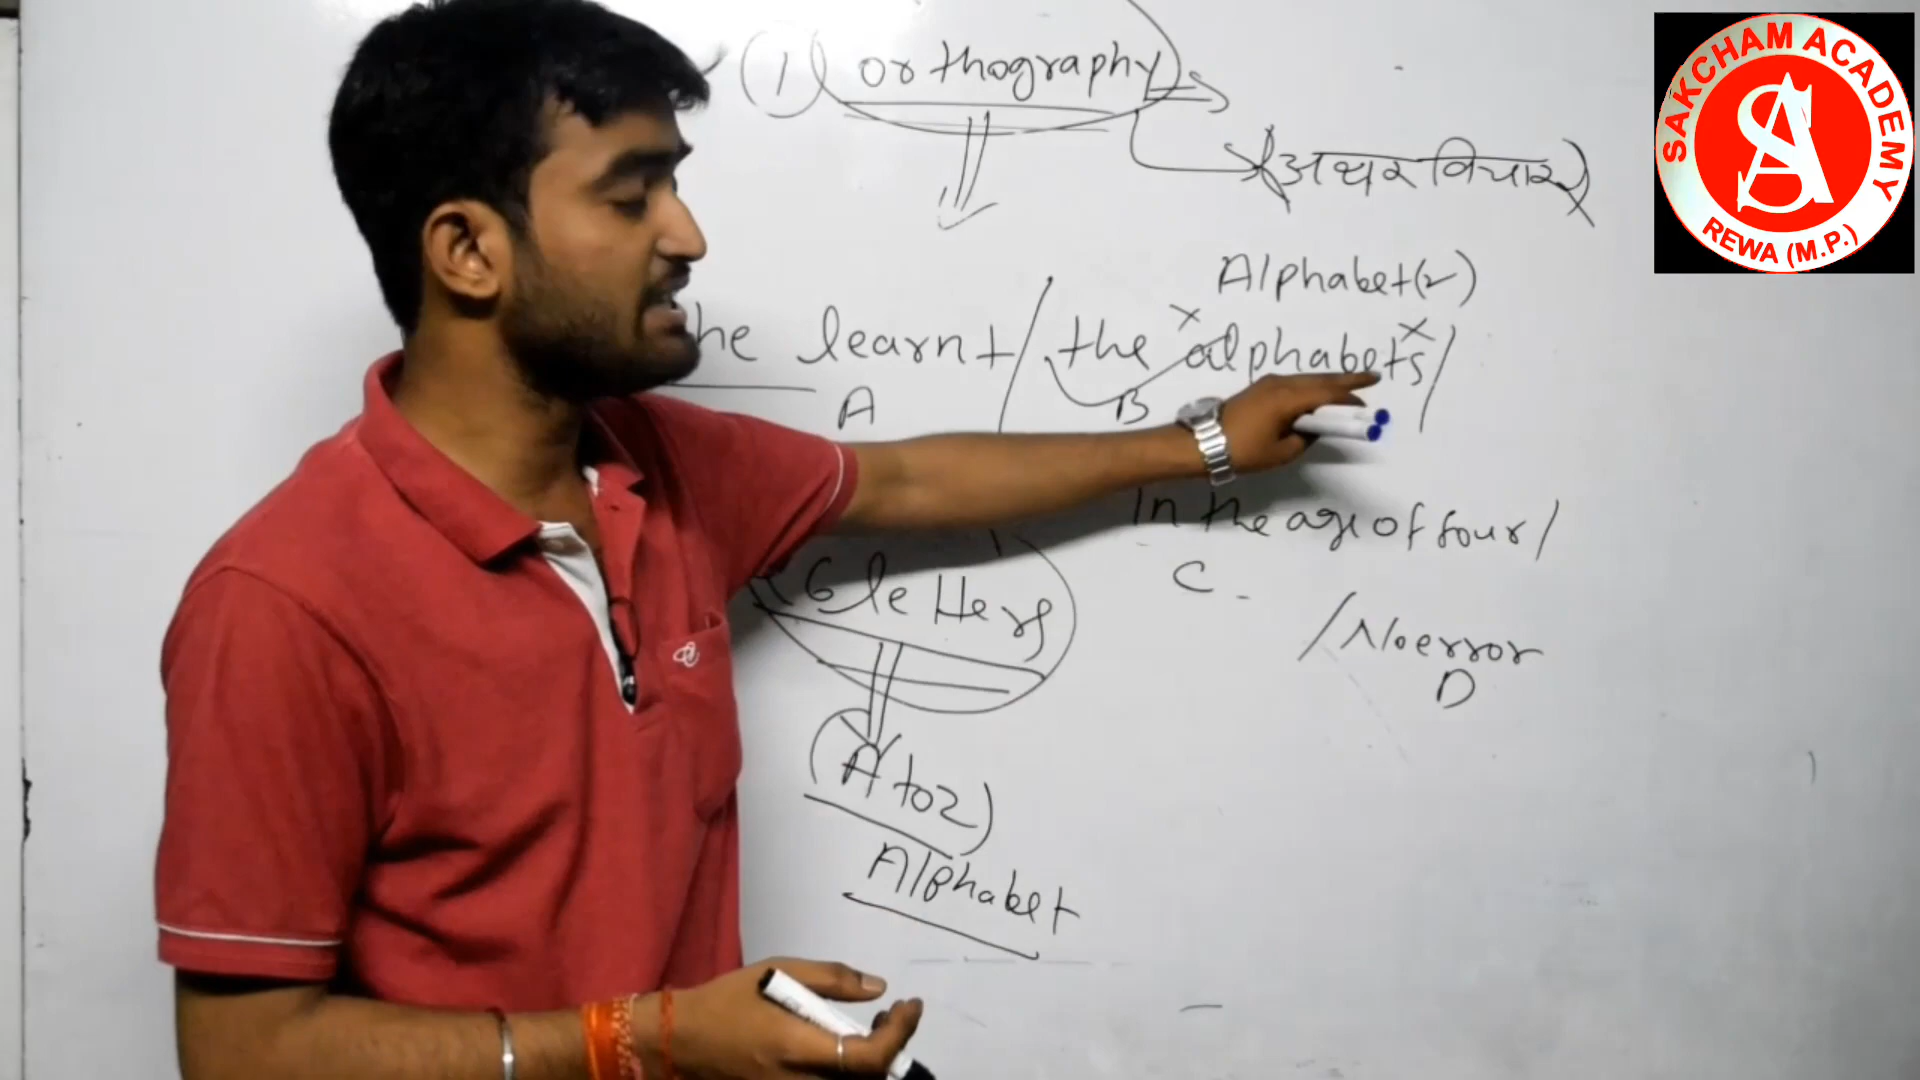 (1) orthography
(अक्षर विचार)
Alphabet(✓)
he learnt / the alphabets /
A B
In the age of four /
C
6 letters
/ No error
D
(A to Z)
Alphabet
SAKCHAM ACADEMY
SA
REWA (M.P.)